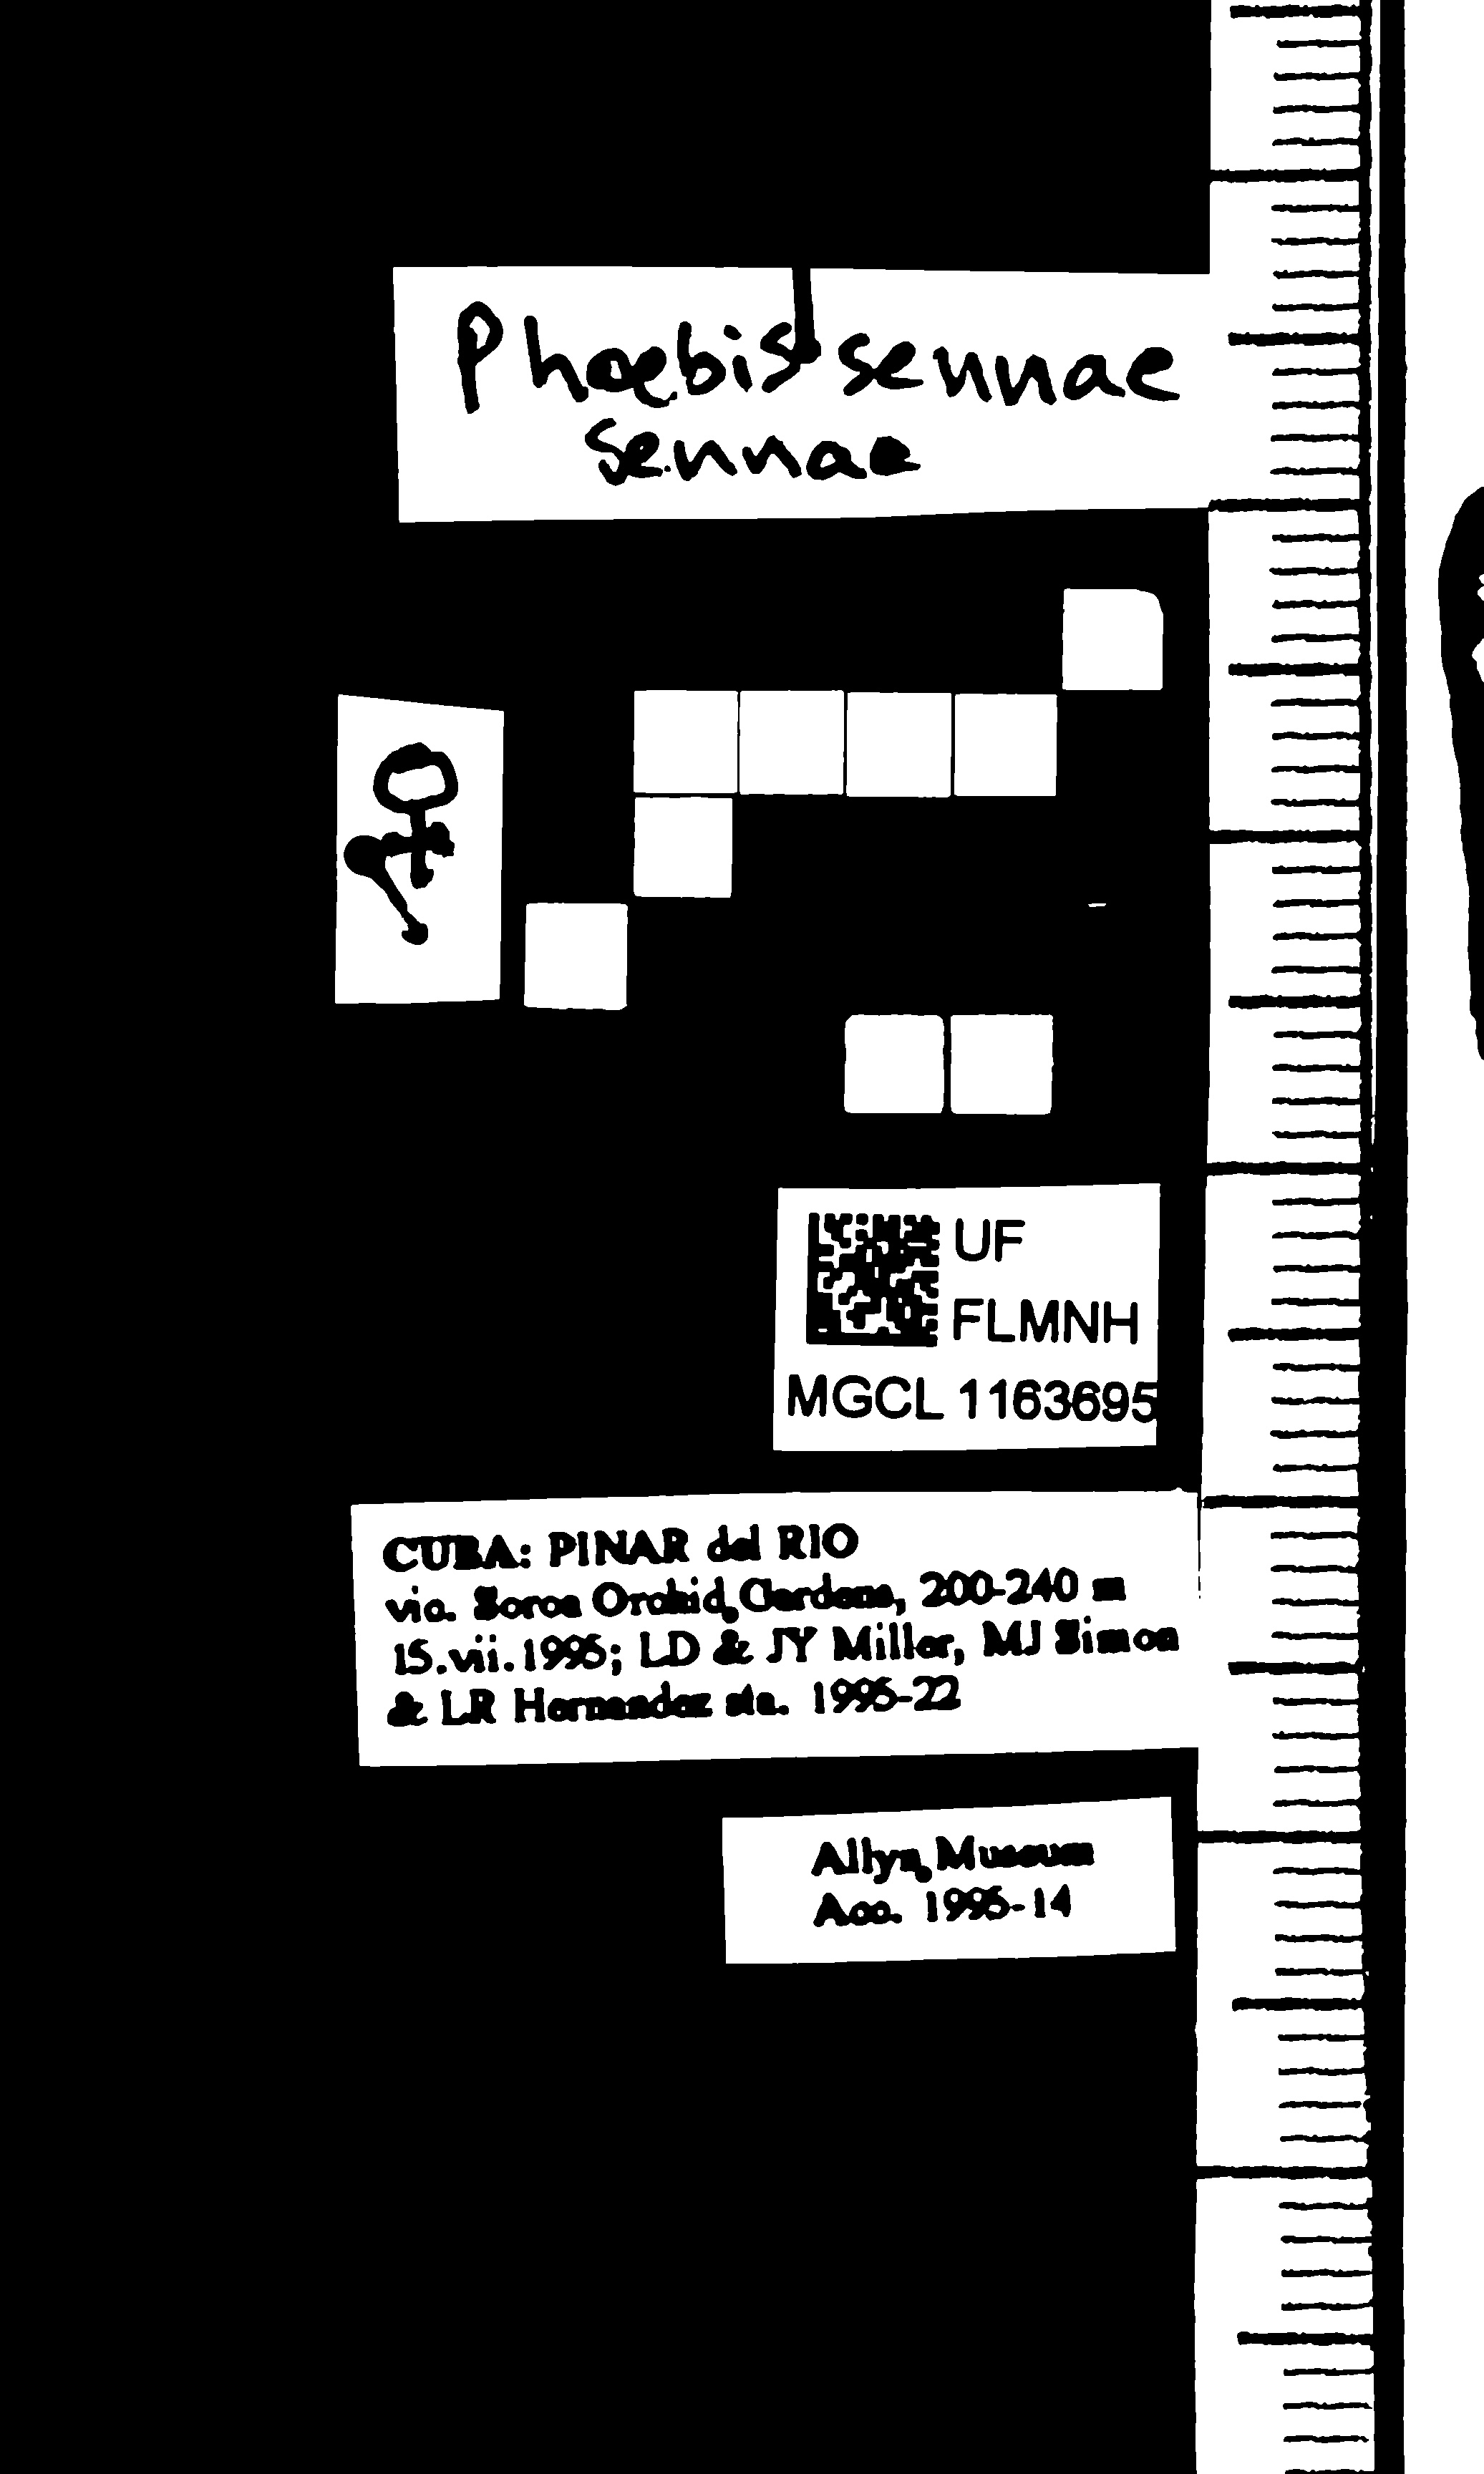 Phoebis sennae
sennae
♀
UF
FLMNH
MGCL 1163695
CUBA: PINAR del RIO
vic. Soroa Orchid Gardens, 200-240 m
15.vii.1995; LD & JY Miller, MJ Simon
& LR Hernandez sta. 1995-22
Allyn Museum
Acc. 1995-14